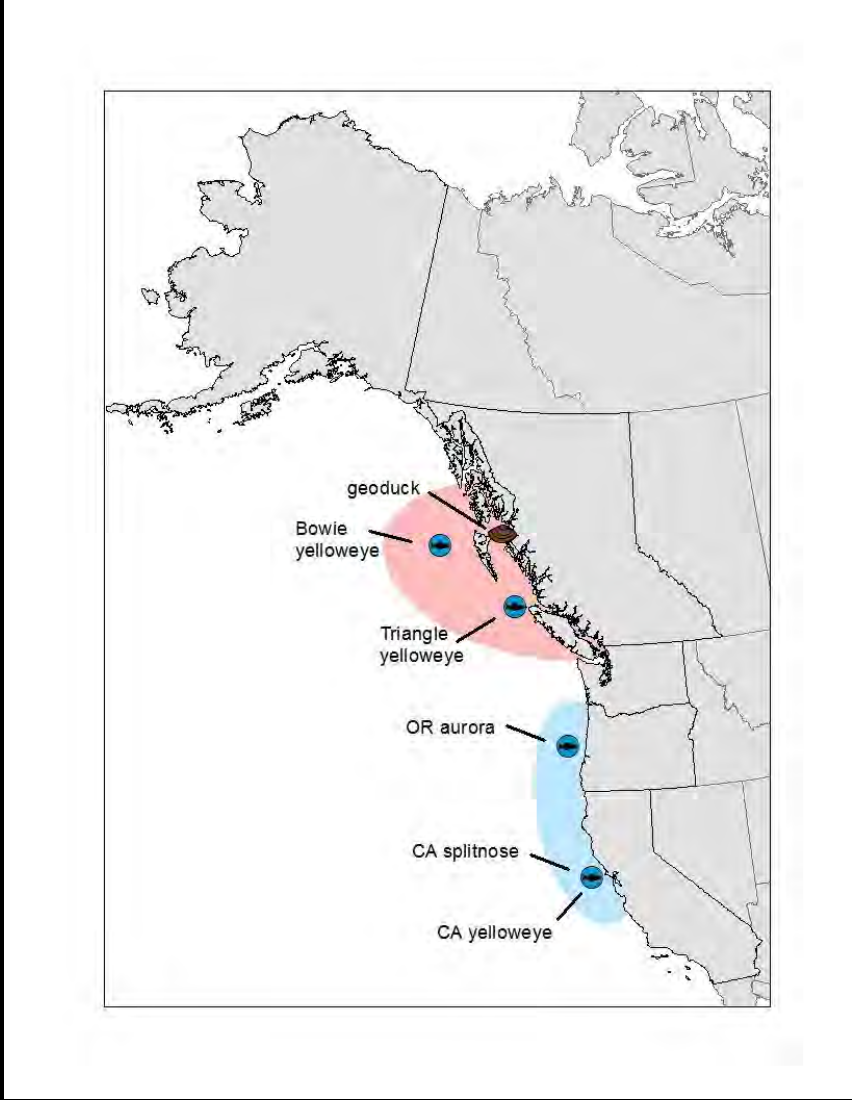 geoduck
Bowie
yelloweye
Triangle
yelloweye
OR aurora
CA splitnose
CA yelloweye